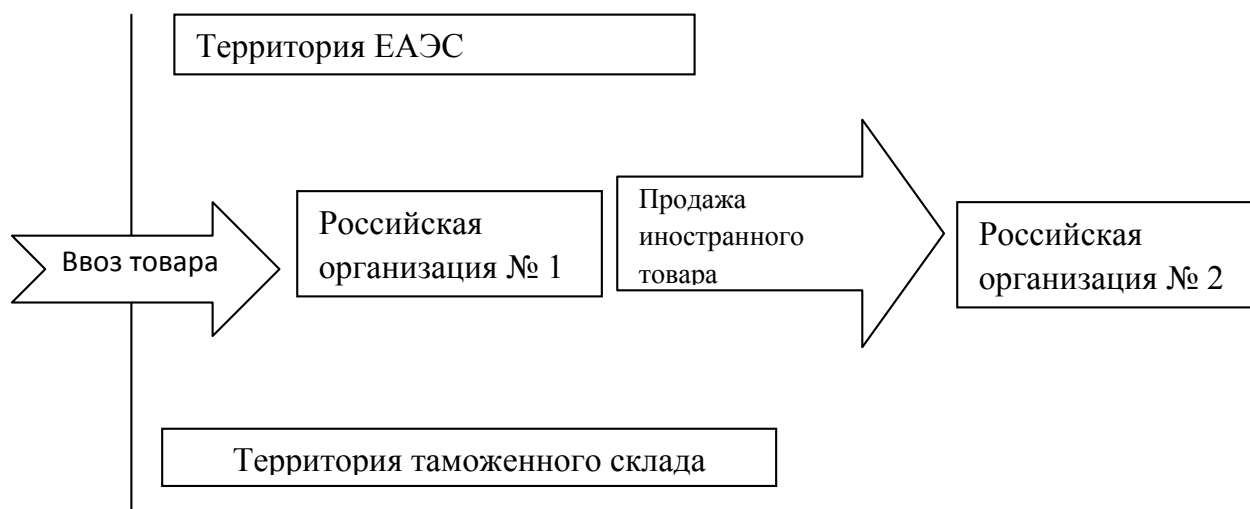 Территория ЕАЭС
Ввоз товара
Российская
организация № 1
Продажа
иностранного
товара
Российская
организация № 2
Территория таможенного склада